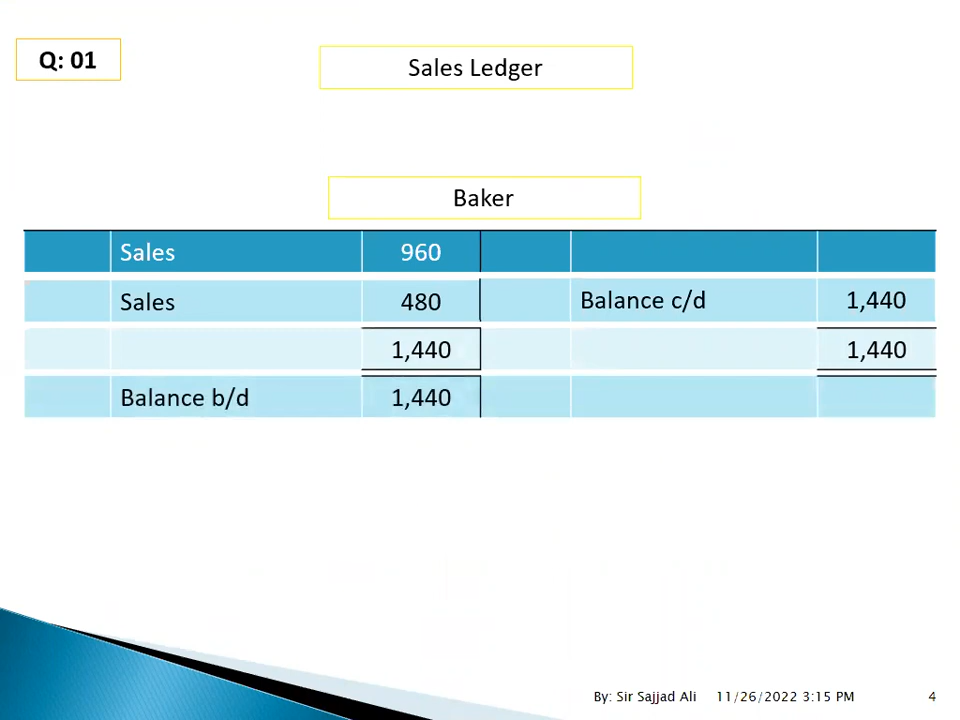 Q: 01
Sales Ledger
Baker
Sales 960
Sales 480 Balance c/d 1,440
1,440 1,440
Balance b/d 1,440
By: Sir Sajjad Ali 11/26/2022 3:15 PM 4